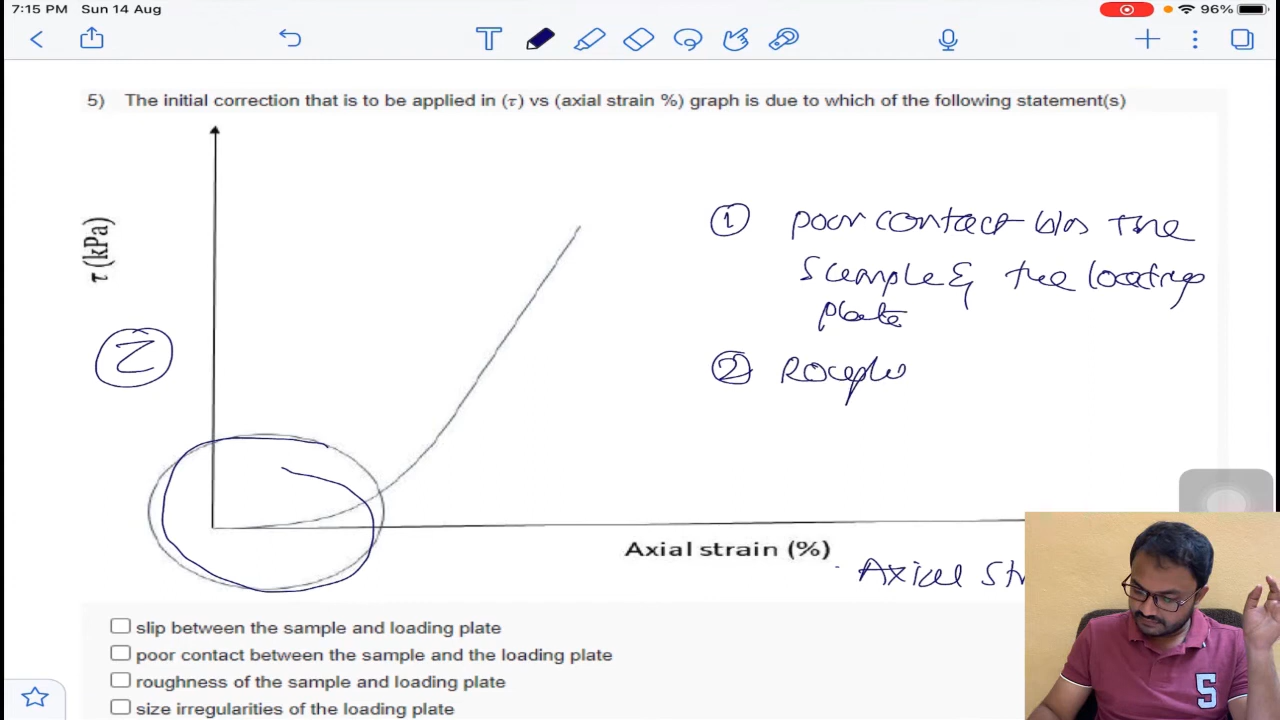 7:15 PM Sun 14 Aug
96%
T
5) The initial correction that is to be applied in (τ) vs (axial strain %) graph is due to which of the following statement(s)
τ (kPa)
① poor contact b/n The
sample & the loading
plate
τ
②
Axial strain (%)
Axial Str
slip between the sample and loading plate
poor contact between the sample and the loading plate
roughness of the sample and loading plate
size irregularities of the loading plate
S